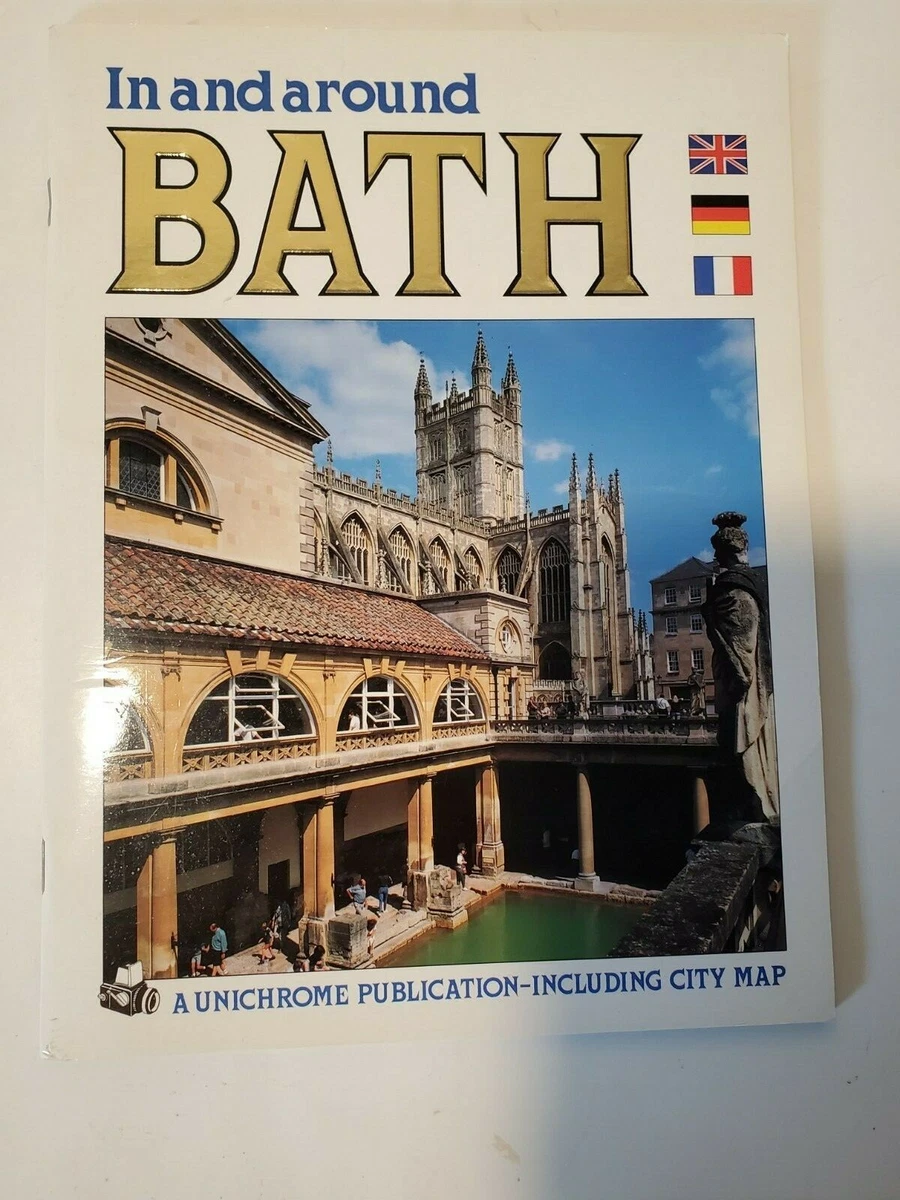 In and around
BATH
A UNICHROME PUBLICATION–INCLUDING CITY MAP